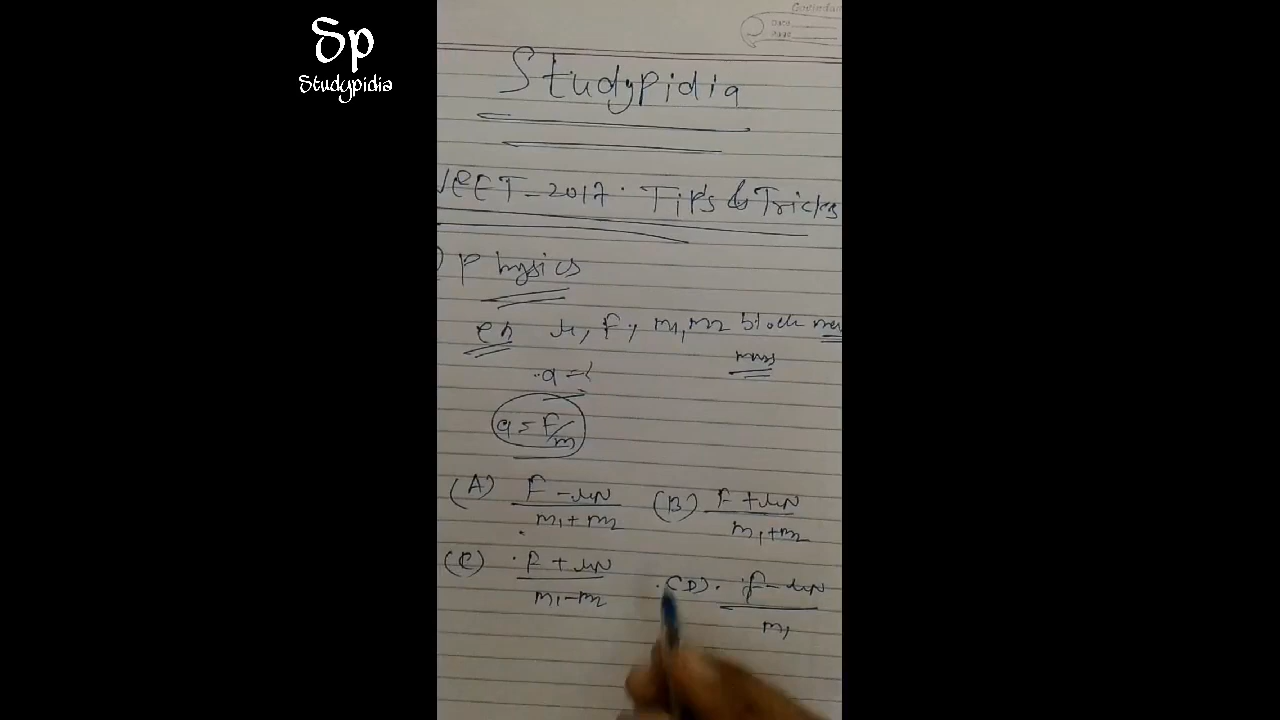 Sp
Studypidia
Studypidia
NEET-2017. Tips & Tricks
Physics
en μ, F, m1, m2 block
mass
a =
a = F/m
(A) F - μN / m1 + m2 (B) F + μN / m1 + m2
(C) F + μN / m1 - m2 (D) F - μN / m1